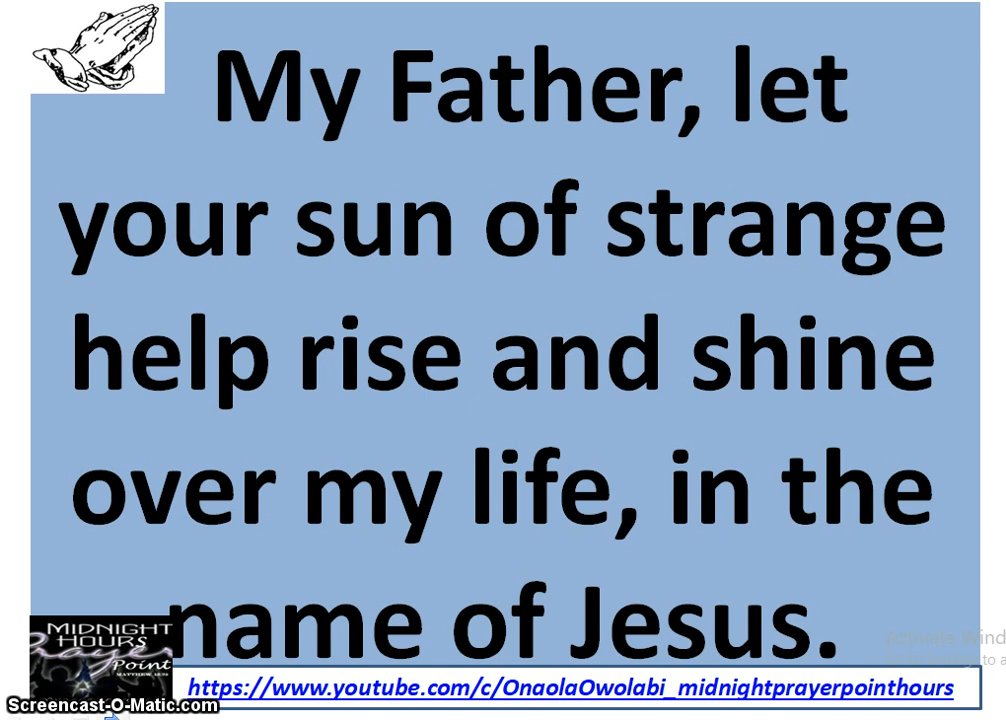 My Father, let
your sun of strange
help rise and shine
over my life, in the
name of Jesus.
MIDNIGHT
HOURS
Prayer
Point
https://www.youtube.com/c/OnaolaOwolabi_midnightprayerpointhours
Screencast-O-Matic.com